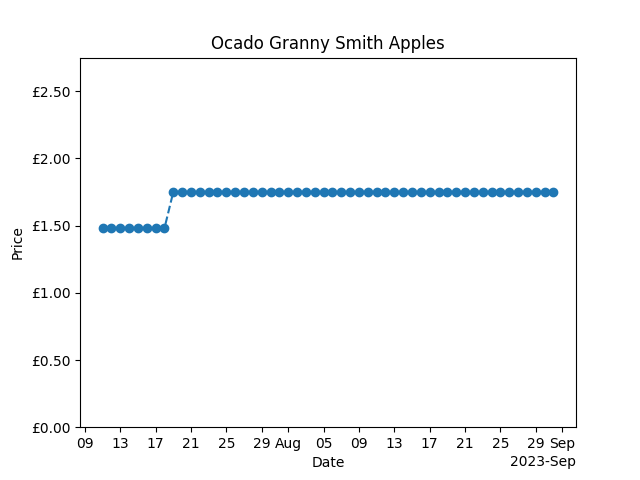 Ocado Granny Smith Apples
£2.50
£2.00
£1.50
£1.00
£0.50
£0.00
Price
09 13 17 21 25 29 Aug 05 09 13 17 21 25 29 Sep
Date
2023-Sep